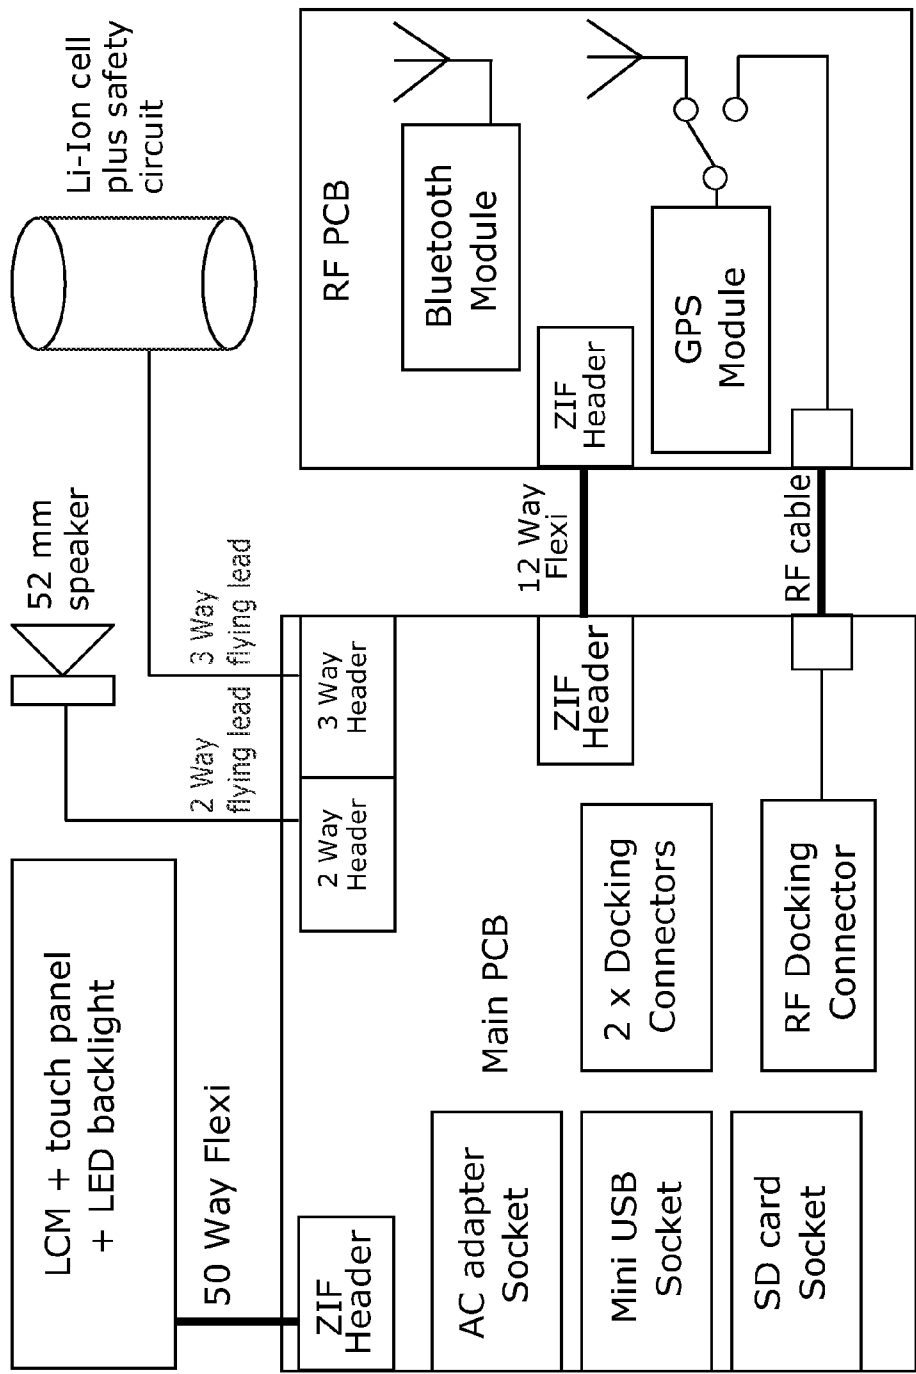 LCM + touch panel
+ LED backlight
52 mm
speaker
Li-Ion cell
plus safety
circuit
50 Way Flexi
2 Way
flying lead
3 Way
flying lead
ZIF
Header
2 Way
Header
3 Way
Header
RF PCB
Bluetooth
Module
AC adapter
Socket
Main PCB
ZIF
Header
12 Way
Flexi
ZIF
Header
Mini USB
Socket
2 x Docking
Connectors
GPS
Module
SD card
Socket
RF Docking
Connector
RF cable